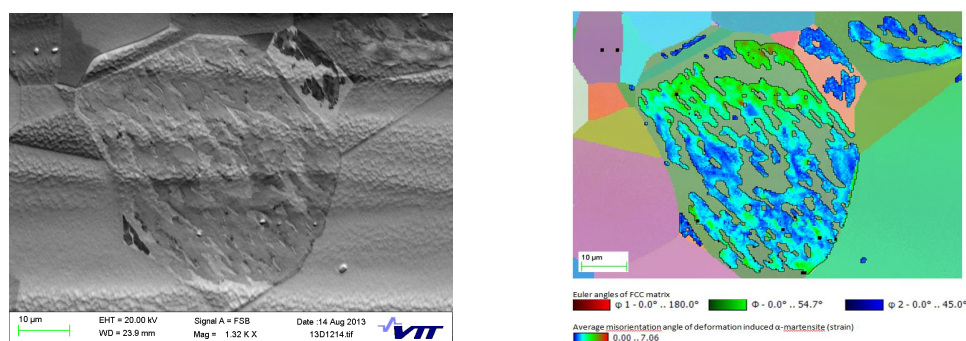 10 µm
EHT = 20.00 kV
Signal A = FSB
Date :14 Aug 2013
WD = 23.9 mm
Mag = 1.32 K X
13D1214.tif
VTT
10 µm
Euler angles of FCC matrix
φ 1 - 0.0° .. 180.0°
Φ - 0.0° .. 54.7°
φ 2 - 0.0° .. 45.0°
Average misorientation angle of deformation induced α-martensite (strain)
0.00 .. 7.06